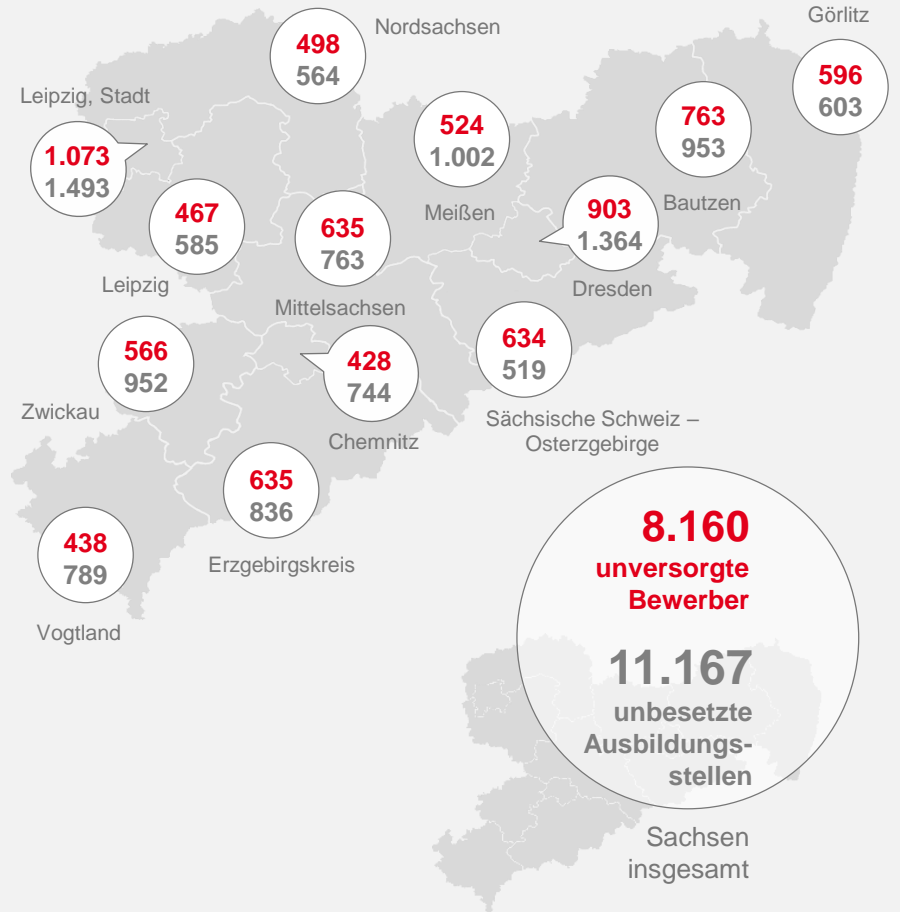 Görlitz
596
603
Nordsachsen
498
564
Leipzig, Stadt
1.073
1.493
524
1.002
Meißen
763
953
Bautzen
467
585
Leipzig
635
763
Mittelsachsen
903
1.364
Dresden
566
952
Zwickau
428
744
Chemnitz
634
519
Sächsische Schweiz –
Osterzgebirge
635
836
Erzgebirgskreis
438
789
Vogtland
8.160
unversorgte
Bewerber
11.167
unbesetzte
Ausbildungs-
stellen
Sachsen
insgesamt